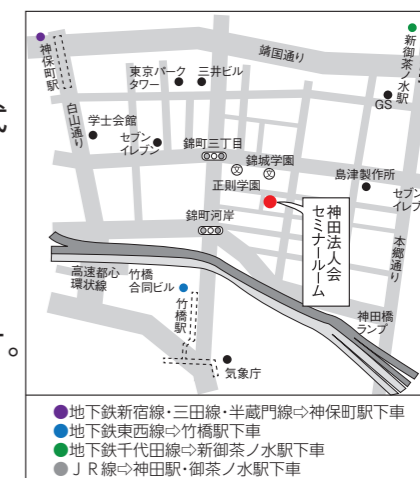 靖国通り
神保町駅
新御茶ノ水駅
東京パーク
タワー
三井ビル
GS
白山通り
学士会館
セブン
イレブン
錦町三丁目
錦城学園
正則学園
島津製作所
セブン
イレ
錦町河岸
神田法人会
セミナールーム
本郷通り
高速都心
環状線
竹橋
合同ビル
竹橋駅
神田橋
ランプ
気象庁
。
●地下鉄新宿線・三田線・半蔵門線⇨神保町駅下車
●地下鉄東西線⇨竹橋駅下車
●地下鉄千代田線⇨新御茶ノ水駅下車
●ＪＲ線⇨神田駅・御茶ノ水駅下車